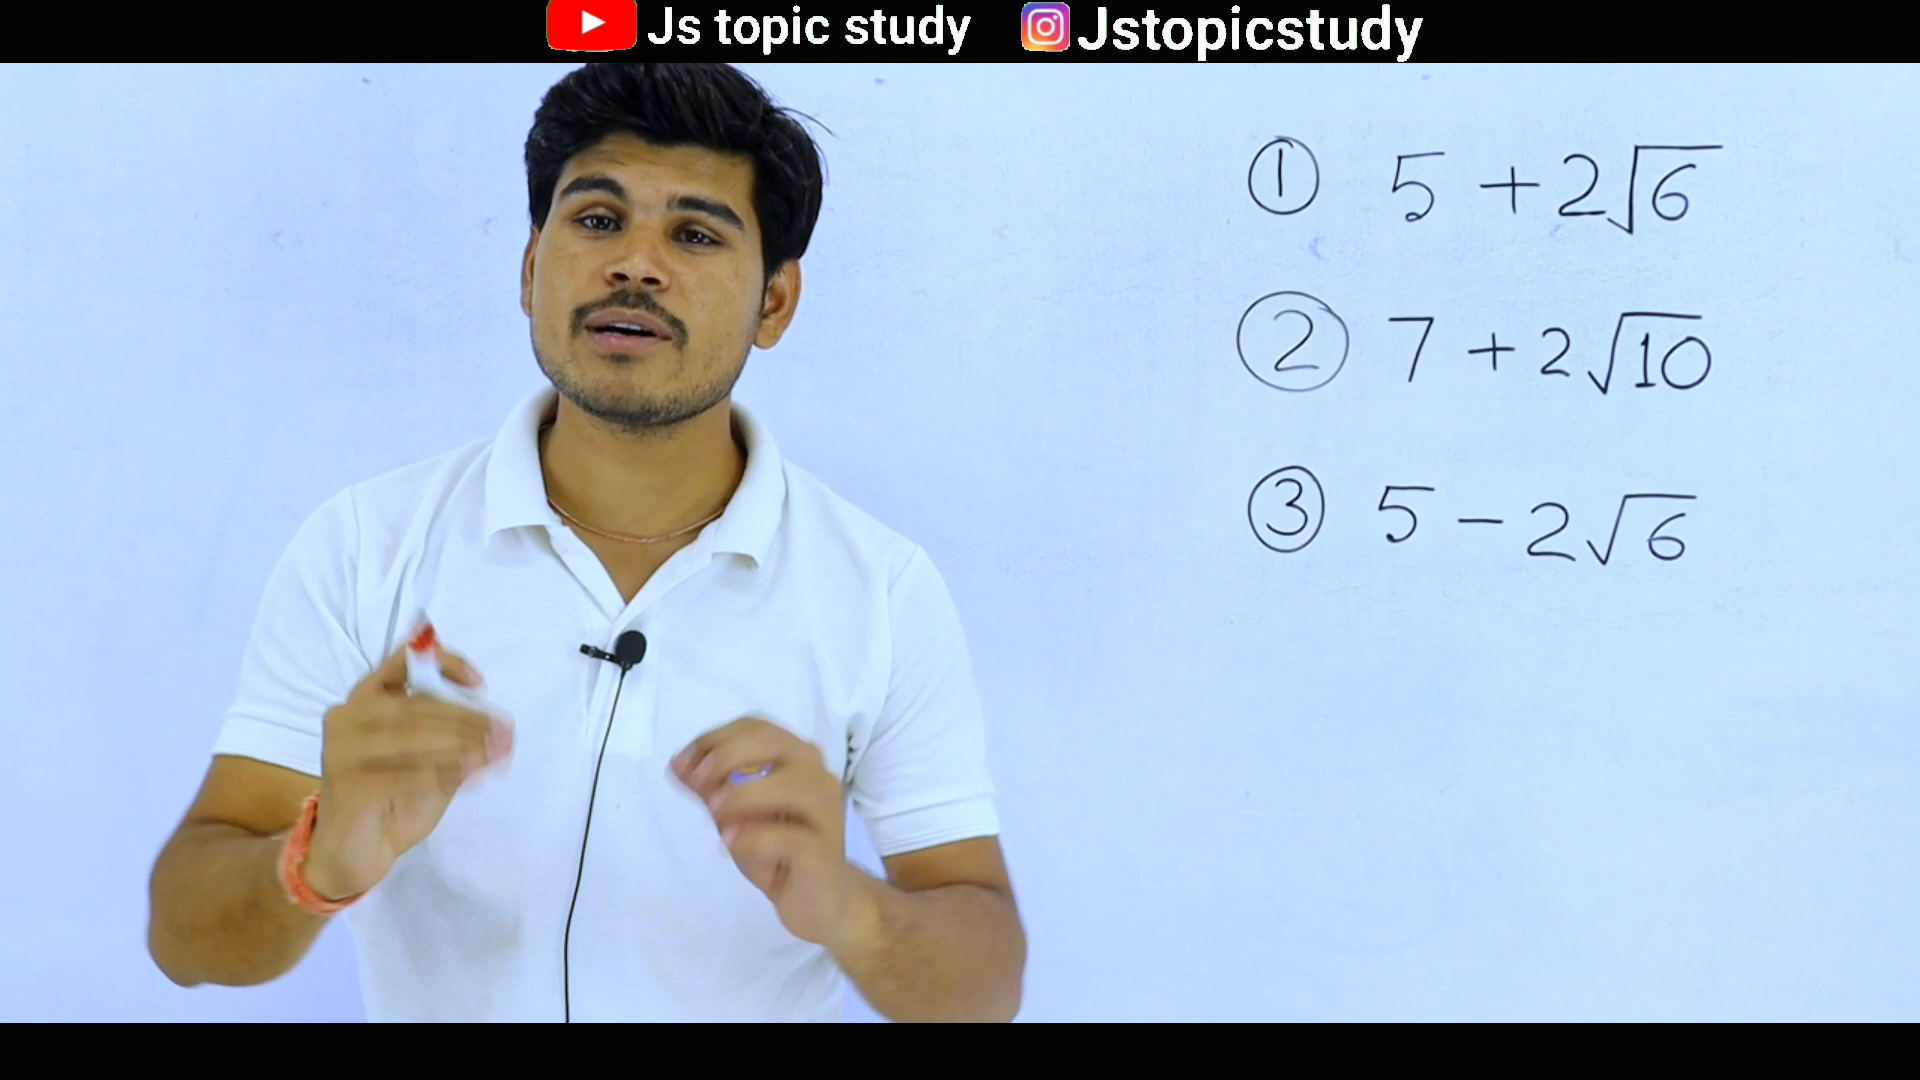 Js topic study Jstopicstudy
① 5 + 2√6
② 7 + 2√10
③ 5 - 2√6